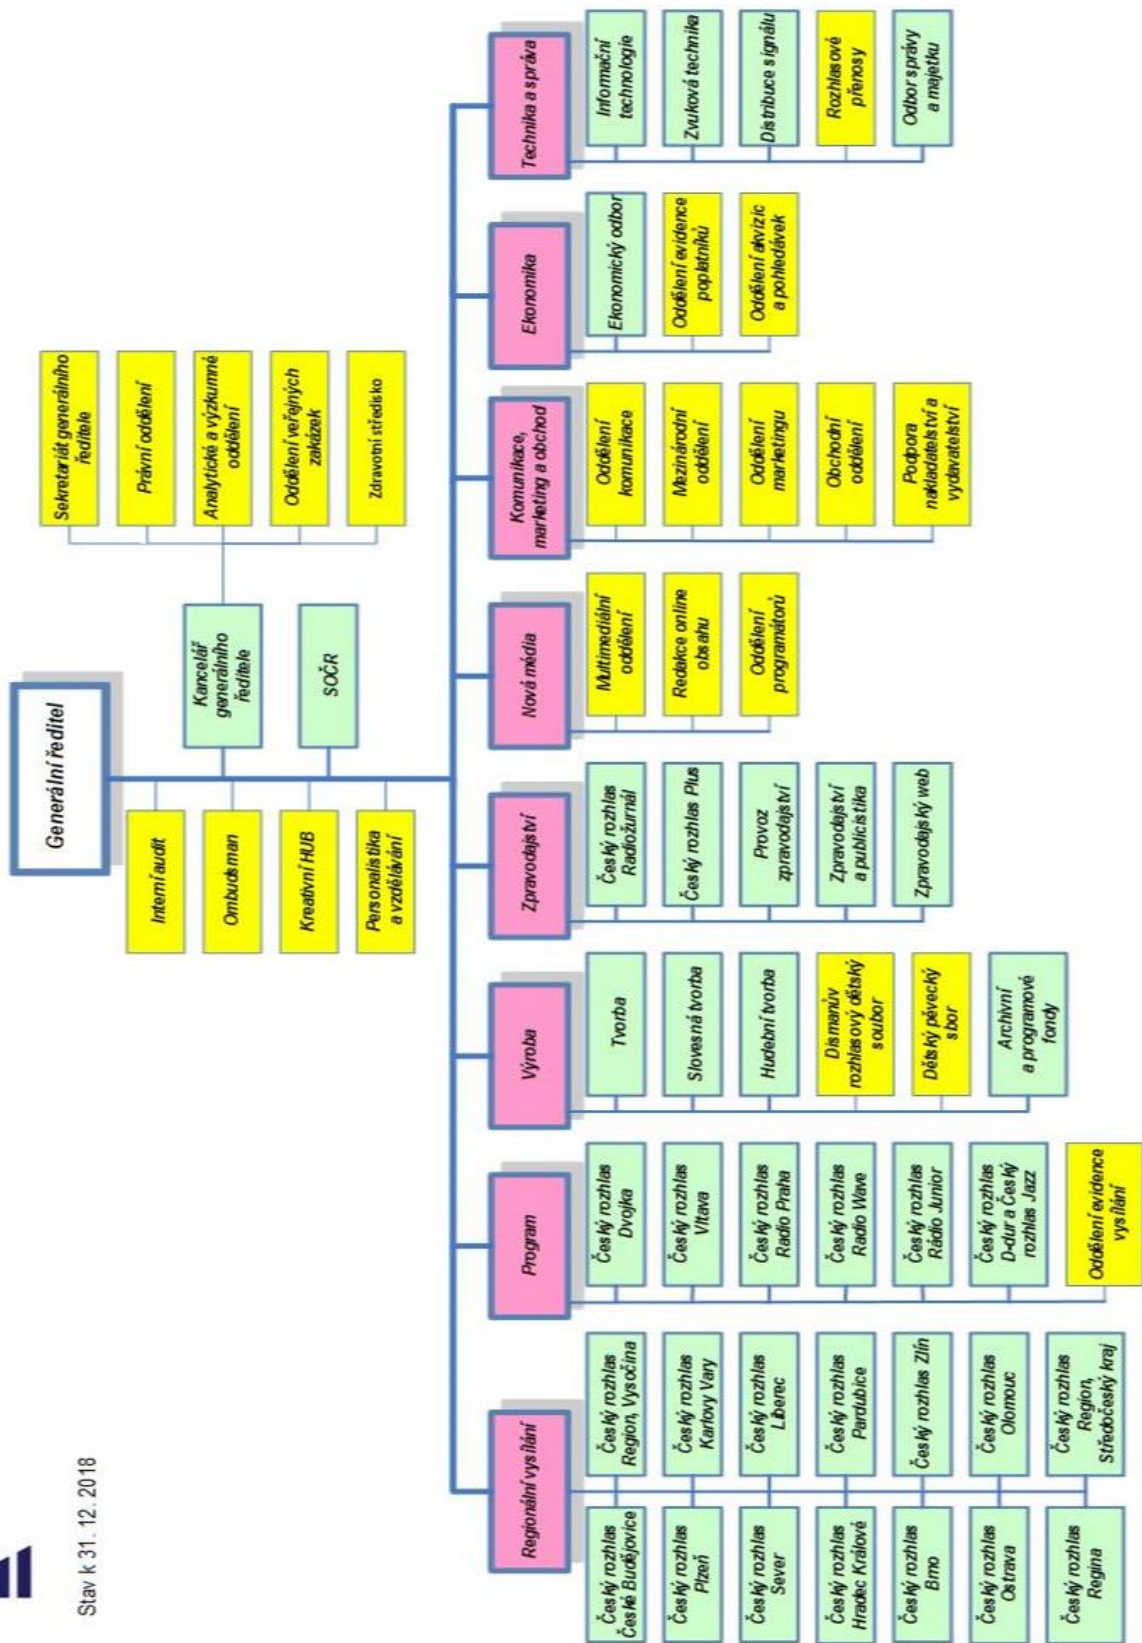 Stav k 31. 12. 2018
Generální ředitel
Interní audit
Ombudsman
Kreativní HUB
Personalistika
a vzdělávání
Kancelář
generálního
ředitele
SOČR
Sekretariát generálního
ředitele
Právní oddělení
Analytické a výzkumné
oddělení
Oddělení veřejných
zakázek
Zdravotní středisko
Regionální vysílání
Český rozhlas
České Budějovice
Český rozhlas
Plzeň
Český rozhlas
Sever
Český rozhlas
Hradec Králové
Český rozhlas
Brno
Český rozhlas
Ostrava
Český rozhlas
Regina
Český rozhlas
Region, Vysočina
Český rozhlas
Karlovy Vary
Český rozhlas
Liberec
Český rozhlas
Pardubice
Český rozhlas Zlín
Český rozhlas
Olomouc
Český rozhlas
Region,
Středočeský kraj
Program
Český rozhlas
Dvojka
Český rozhlas
Vltava
Český rozhlas
Radio Praha
Český rozhlas
Radio Wave
Český rozhlas
Rádio Junior
Český rozhlas
D-dur a Český
rozhlas Jazz
Oddělení evidence
vysílání
Výroba
Tvorba
Slovesná tvorba
Hudební tvorba
Dismanův
rozhlasový dětský
soubor
Dětský pěvecký
sbor
Archivní
a programové
fondy
Zpravodajství
Český rozhlas
Radiožurnál
Český rozhlas Plus
Provoz
zpravodajství
Zpravodajství
a publicistika
Zpravodajský web
Nová média
Multimediální
oddělení
Redakce online
obsahu
Oddělení
programátorů
Komunikace,
marketing a obchod
Oddělení
komunikace
Mezinárodní
oddělení
Oddělení
marketingu
Obchodní
oddělení
Podpora
nakladatelství a
vydavatelství
Ekonomika
Ekonomický odbor
Oddělení evidence
poplatníků
Oddělení akvizic
a pohledávek
Technika a správa
Informační
technologie
Zvuková technika
Distribuce signálu
Rozhlasové
přenosy
Odbor správy
a majetku